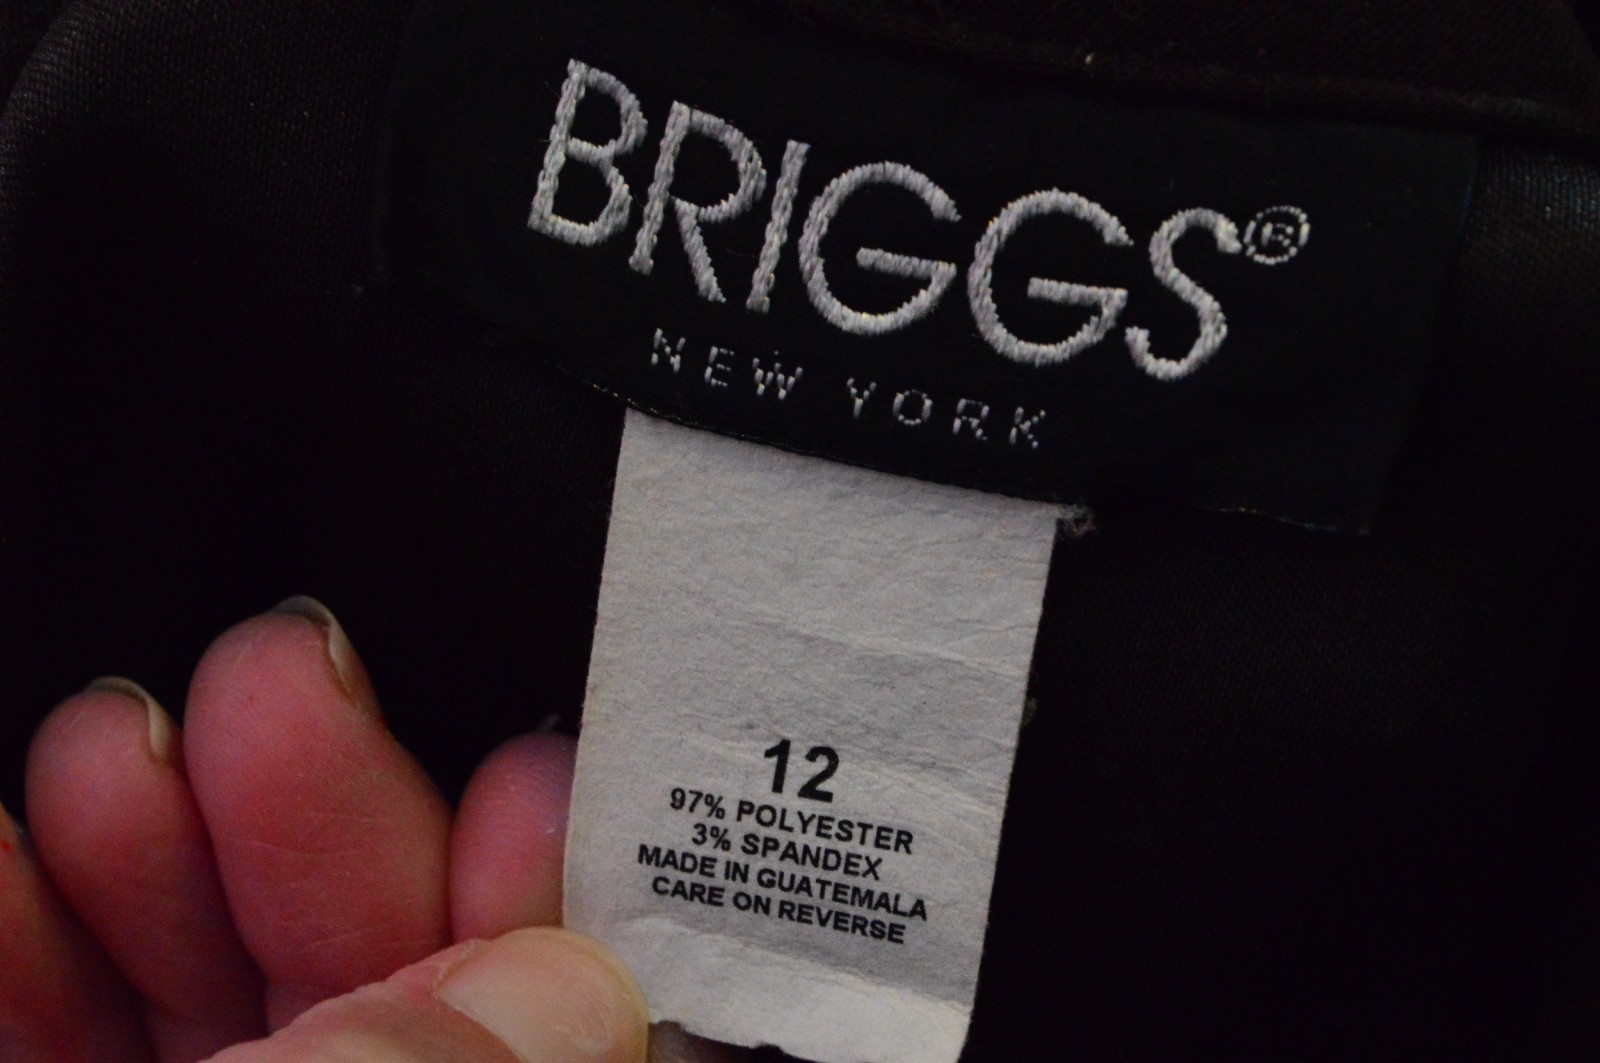 BRIGGS®
NEW YORK
12
97% POLYESTER
3% SPANDEX
MADE IN GUATEMALA
CARE ON REVERSE